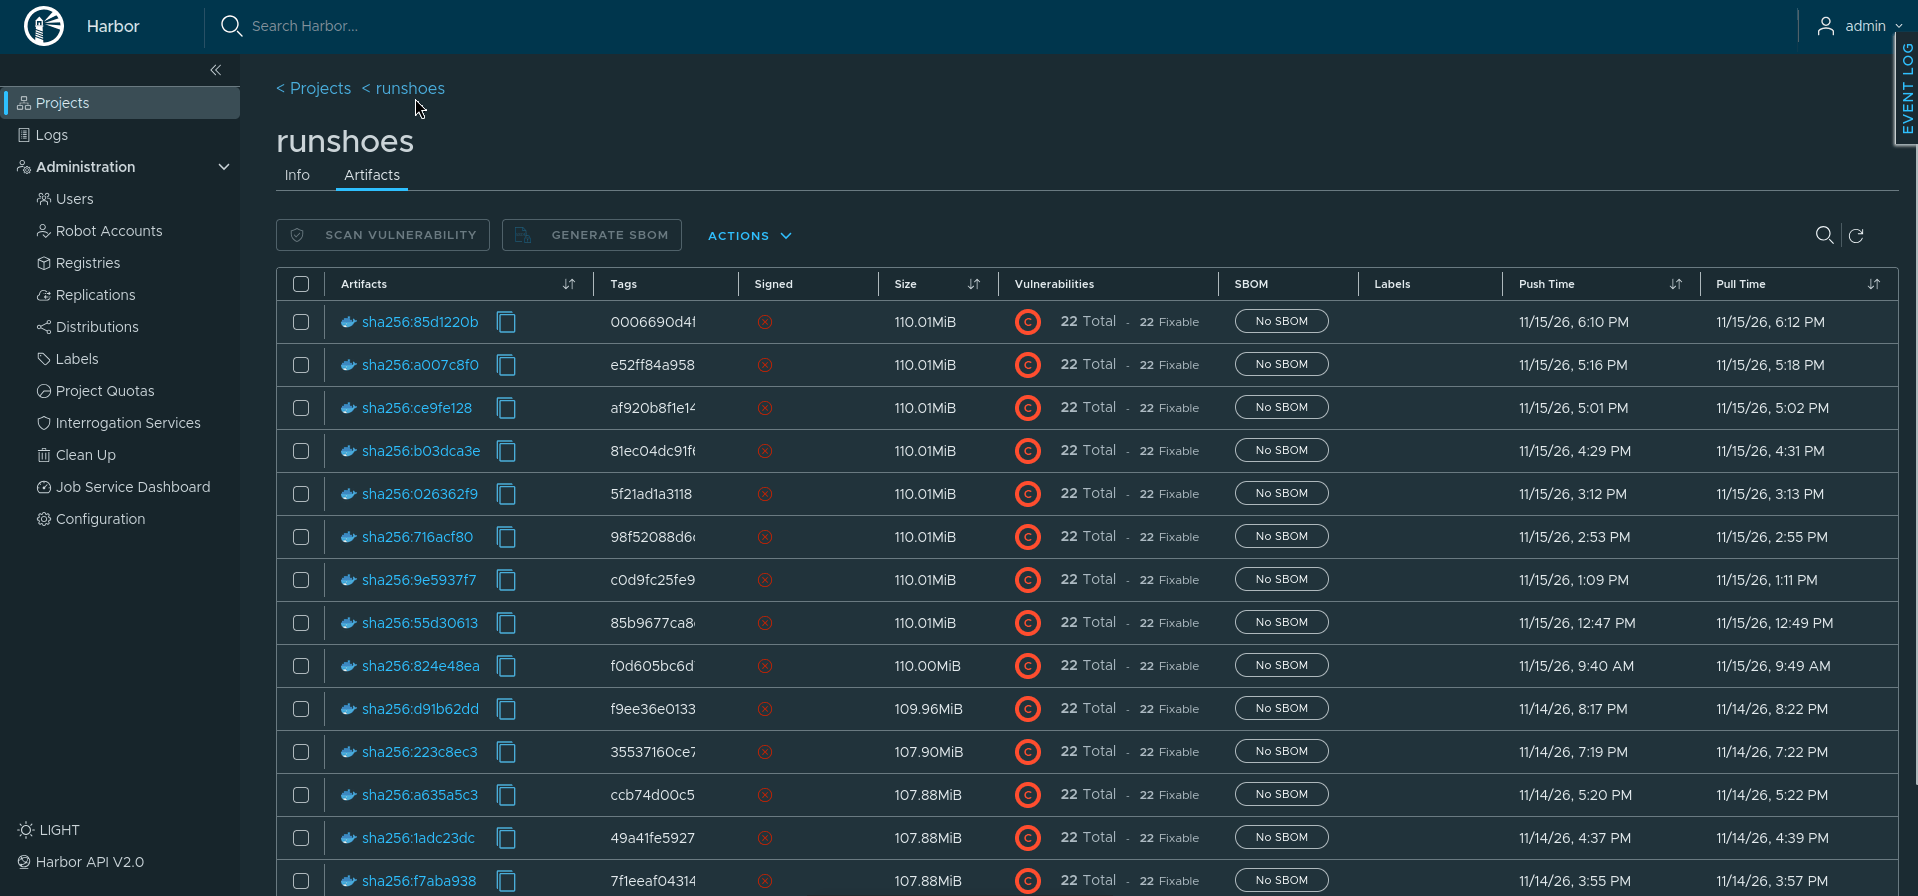 Harbor
Search Harbor...
admin
EVENT LOG
Projects
Logs
Administration
Users
Robot Accounts
Registries
Replications
Distributions
Labels
Project Quotas
Interrogation Services
Clean Up
Job Service Dashboard
Configuration
LIGHT
Harbor API V2.0
< Projects < runshoes
runshoes
Info Artifacts
SCAN VULNERABILITY GENERATE SBOM ACTIONS
Artifacts Tags Signed Size Vulnerabilities SBOM Labels Push Time Pull Time
sha256:85d1220b 0006690d4f 110.01MiB C 22 Total - 22 Fixable No SBOM 11/15/26, 6:10 PM 11/15/26, 6:12 PM
sha256:a007c8f0 e52ff84a958 110.01MiB C 22 Total - 22 Fixable No SBOM 11/15/26, 5:16 PM 11/15/26, 5:18 PM
sha256:ce9fe128 af920b8f1e14 110.01MiB C 22 Total - 22 Fixable No SBOM 11/15/26, 5:01 PM 11/15/26, 5:02 PM
sha256:b03dca3e 81ec04dc91f6 110.01MiB C 22 Total - 22 Fixable No SBOM 11/15/26, 4:29 PM 11/15/26, 4:31 PM
sha256:026362f9 5f21ad1a3118 110.01MiB C 22 Total - 22 Fixable No SBOM 11/15/26, 3:12 PM 11/15/26, 3:13 PM
sha256:716acf80 98f52088d6c 110.01MiB C 22 Total - 22 Fixable No SBOM 11/15/26, 2:53 PM 11/15/26, 2:55 PM
sha256:9e5937f7 c0d9fc25fe9 110.01MiB C 22 Total - 22 Fixable No SBOM 11/15/26, 1:09 PM 11/15/26, 1:11 PM
sha256:55d30613 85b9677ca8 110.01MiB C 22 Total - 22 Fixable No SBOM 11/15/26, 12:47 PM 11/15/26, 12:49 PM
sha256:824e48ea f0d605bc6d 110.00MiB C 22 Total - 22 Fixable No SBOM 11/15/26, 9:40 AM 11/15/26, 9:49 AM
sha256:d91b62dd f9ee36e0133 109.96MiB C 22 Total - 22 Fixable No SBOM 11/14/26, 8:17 PM 11/14/26, 8:22 PM
sha256:223c8ec3 35537160ce7 107.90MiB C 22 Total - 22 Fixable No SBOM 11/14/26, 7:19 PM 11/14/26, 7:22 PM
sha256:a635a5c3 ccb74d00c5 107.88MiB C 22 Total - 22 Fixable No SBOM 11/14/26, 5:20 PM 11/14/26, 5:22 PM
sha256:1adc23dc 49a41fe5927 107.88MiB C 22 Total - 22 Fixable No SBOM 11/14/26, 4:37 PM 11/14/26, 4:39 PM
sha256:f7aba938 7f1eeaf04314 107.88MiB C 22 Total - 22 Fixable No SBOM 11/14/26, 3:55 PM 11/14/26, 3:57 PM